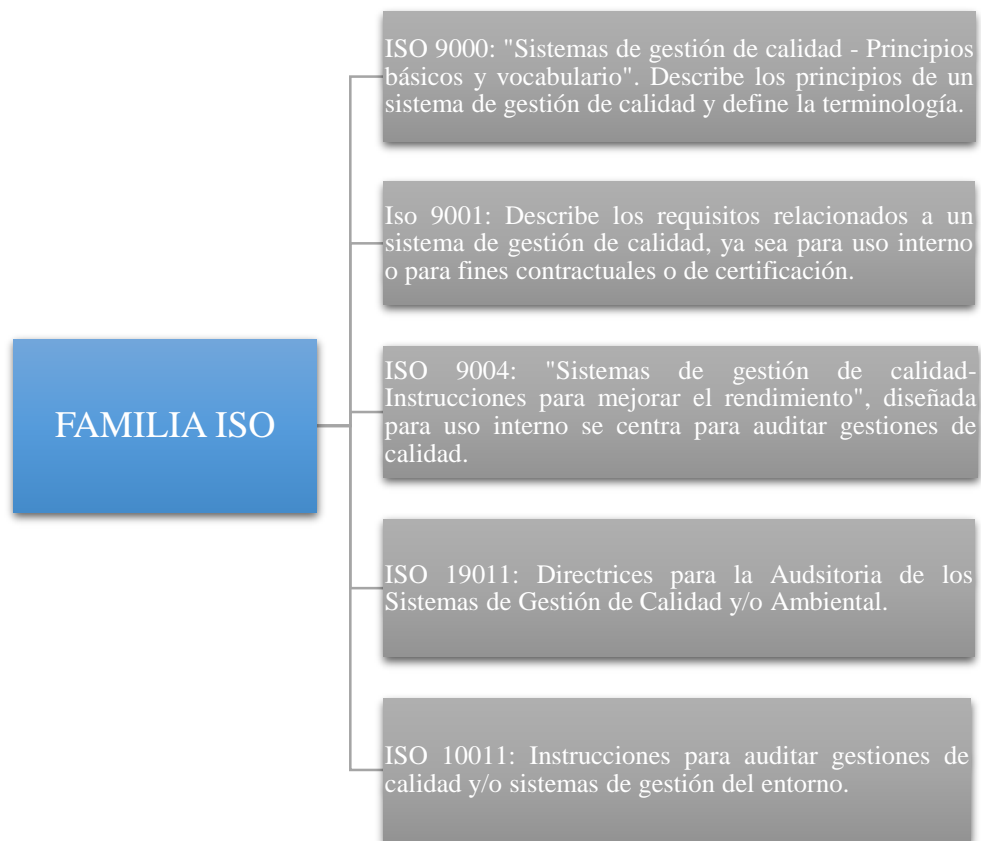 ISO 9000: "Sistemas de gestión de calidad - Principios
básicos y vocabulario". Describe los principios de un
sistema de gestión de calidad y define la terminología.
Iso 9001: Describe los requisitos relacionados a un
sistema de gestión de calidad, ya sea para uso interno
o para fines contractuales o de certificación.
FAMILIA ISO
ISO 9004: "Sistemas de gestión de calidad-
Instrucciones para mejorar el rendimiento", diseñada
para uso interno se centra para auditar gestiones de
calidad.
ISO 19011: Directrices para la Audsitoria de los
Sistemas de Gestión de Calidad y/o Ambiental.
ISO 10011: Instrucciones para auditar gestiones de
calidad y/o sistemas de gestión del entorno.